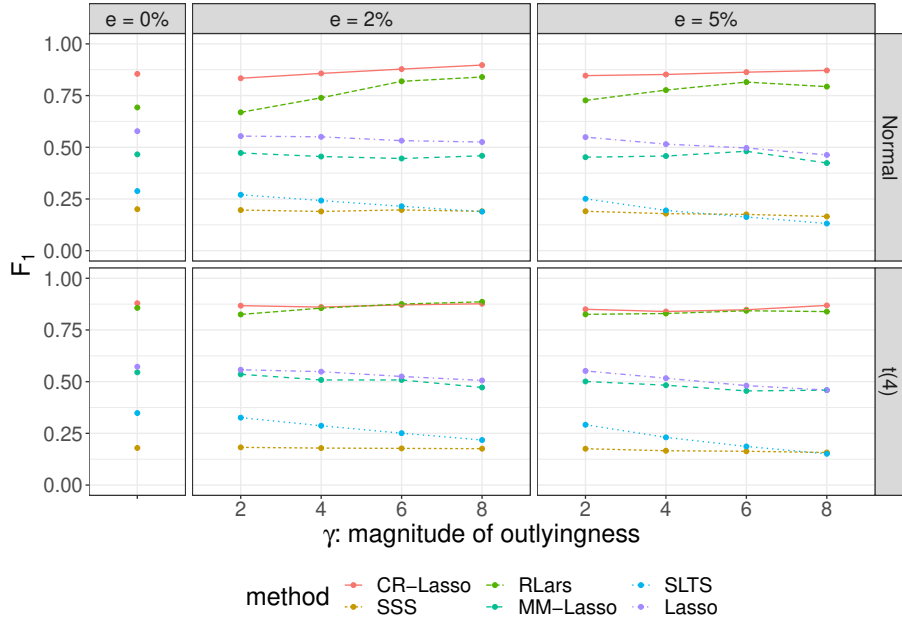 e = 0% e = 2% e = 5%
1.00
0.75
0.50
0.25
0.00
Normal
1.00
0.75
0.50
0.25
0.00
t(4)
F1
2 4 6 8 2 4 6 8
γ: magnitude of outlyingness
method
CR−Lasso RLars SLTS
SSS MM−Lasso Lasso